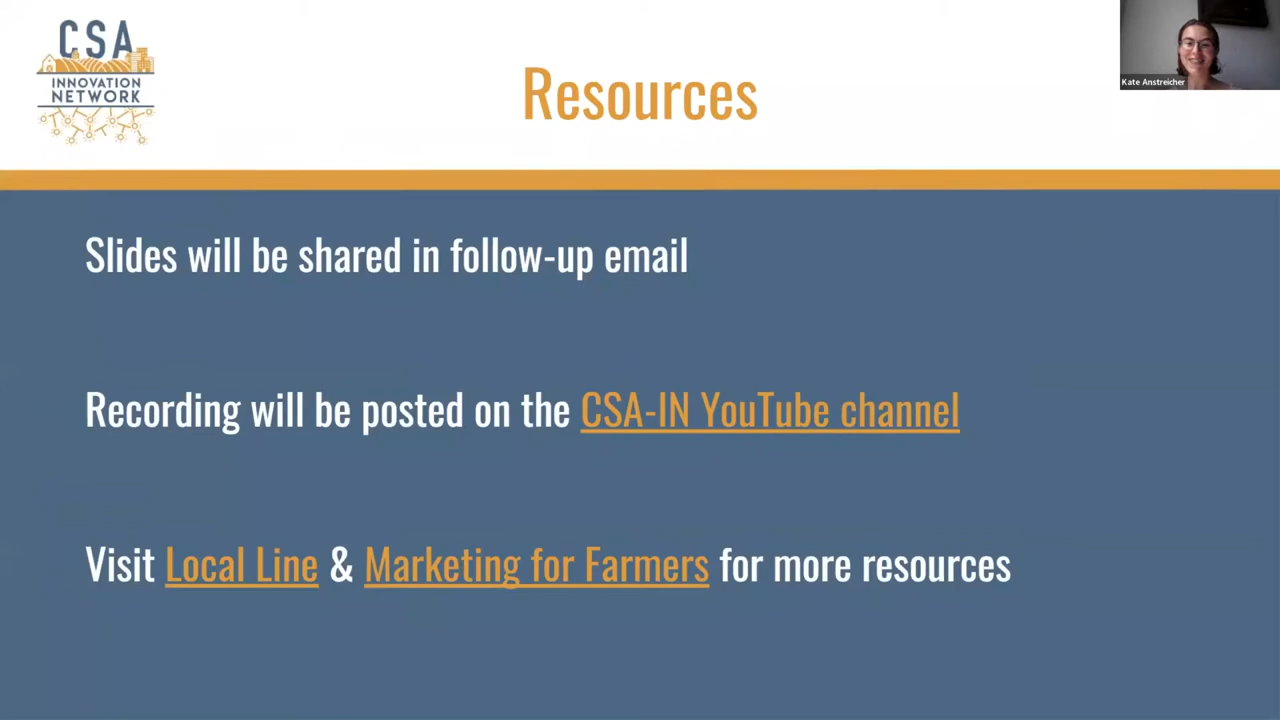 CSA
INNOVATION
NETWORK
Resources
Kate Anstreicher
Slides will be shared in follow-up email
Recording will be posted on the CSA-IN YouTube channel
Visit Local Line & Marketing for Farmers for more resources